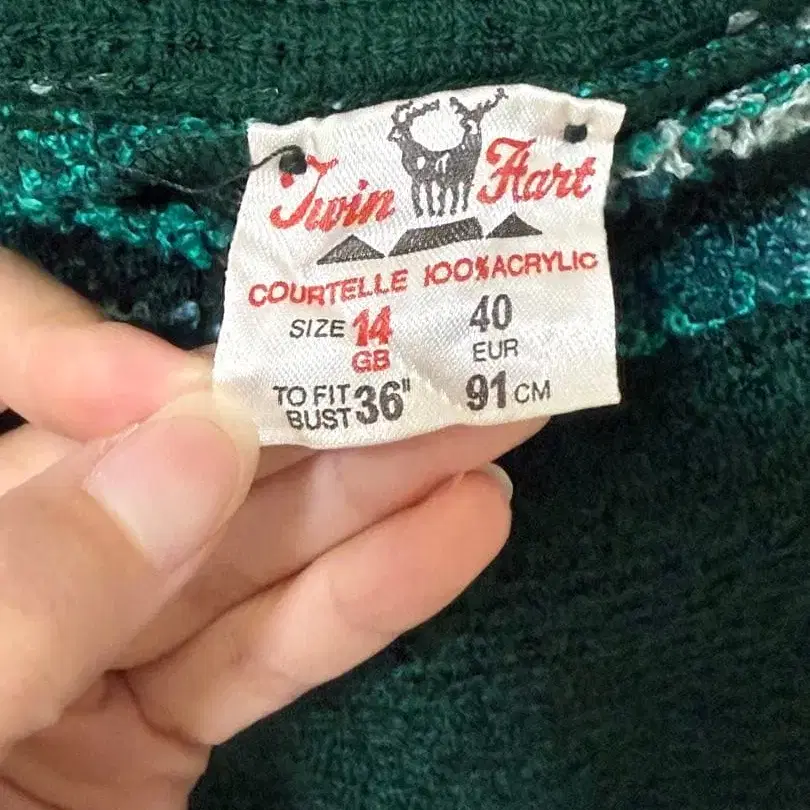 Twin Hart
COURTELLE 100% ACRYLIC
SIZE 14 40
GB EUR
TO FIT BUST 36" 91 CM